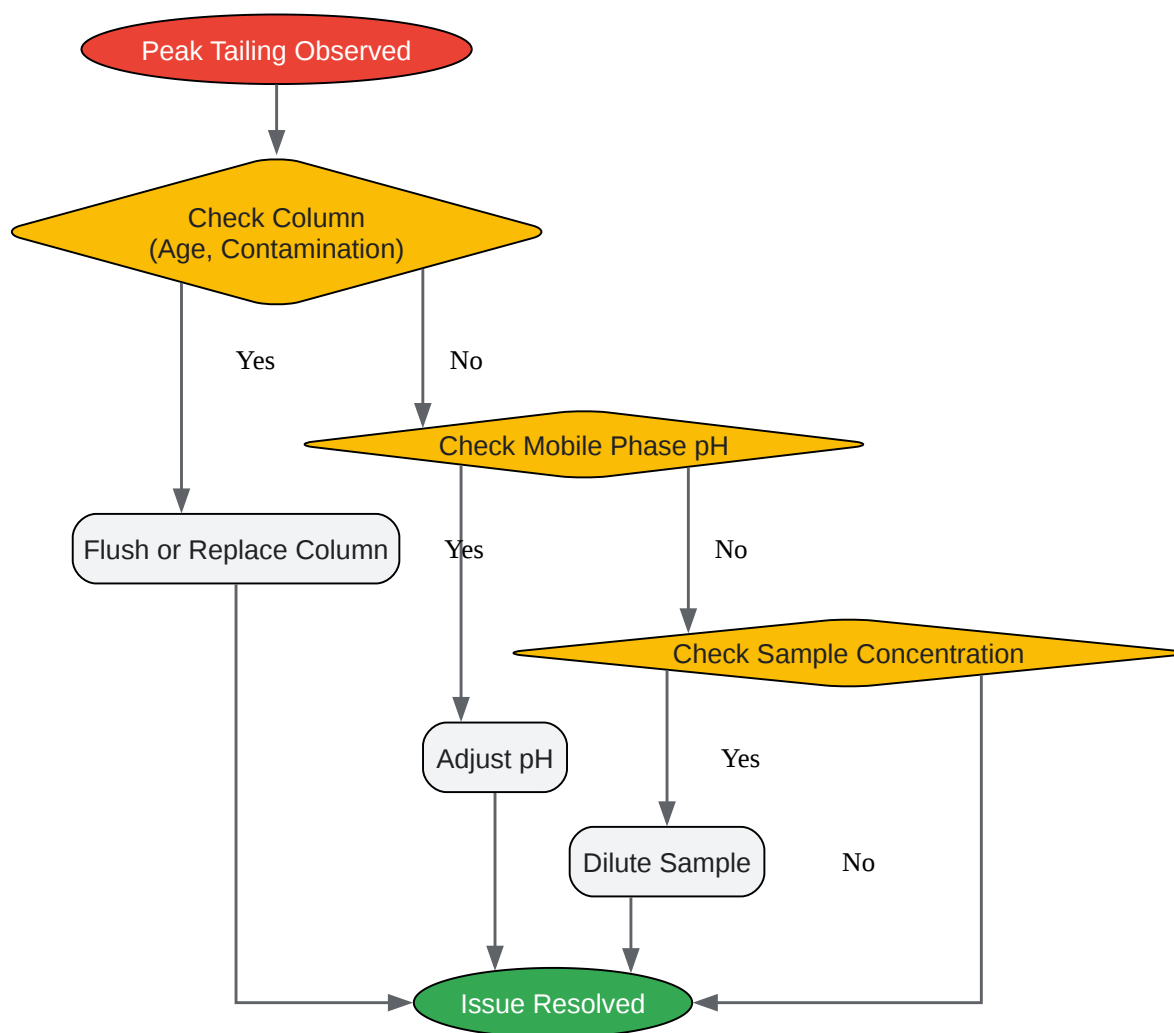 Peak Tailing Observed
Check Column
(Age, Contamination)
Yes
No
Check Mobile Phase pH
Flush or Replace Column
Yes
No
Check Sample Concentration
Adjust pH
Yes
Dilute Sample
No
Issue Resolved